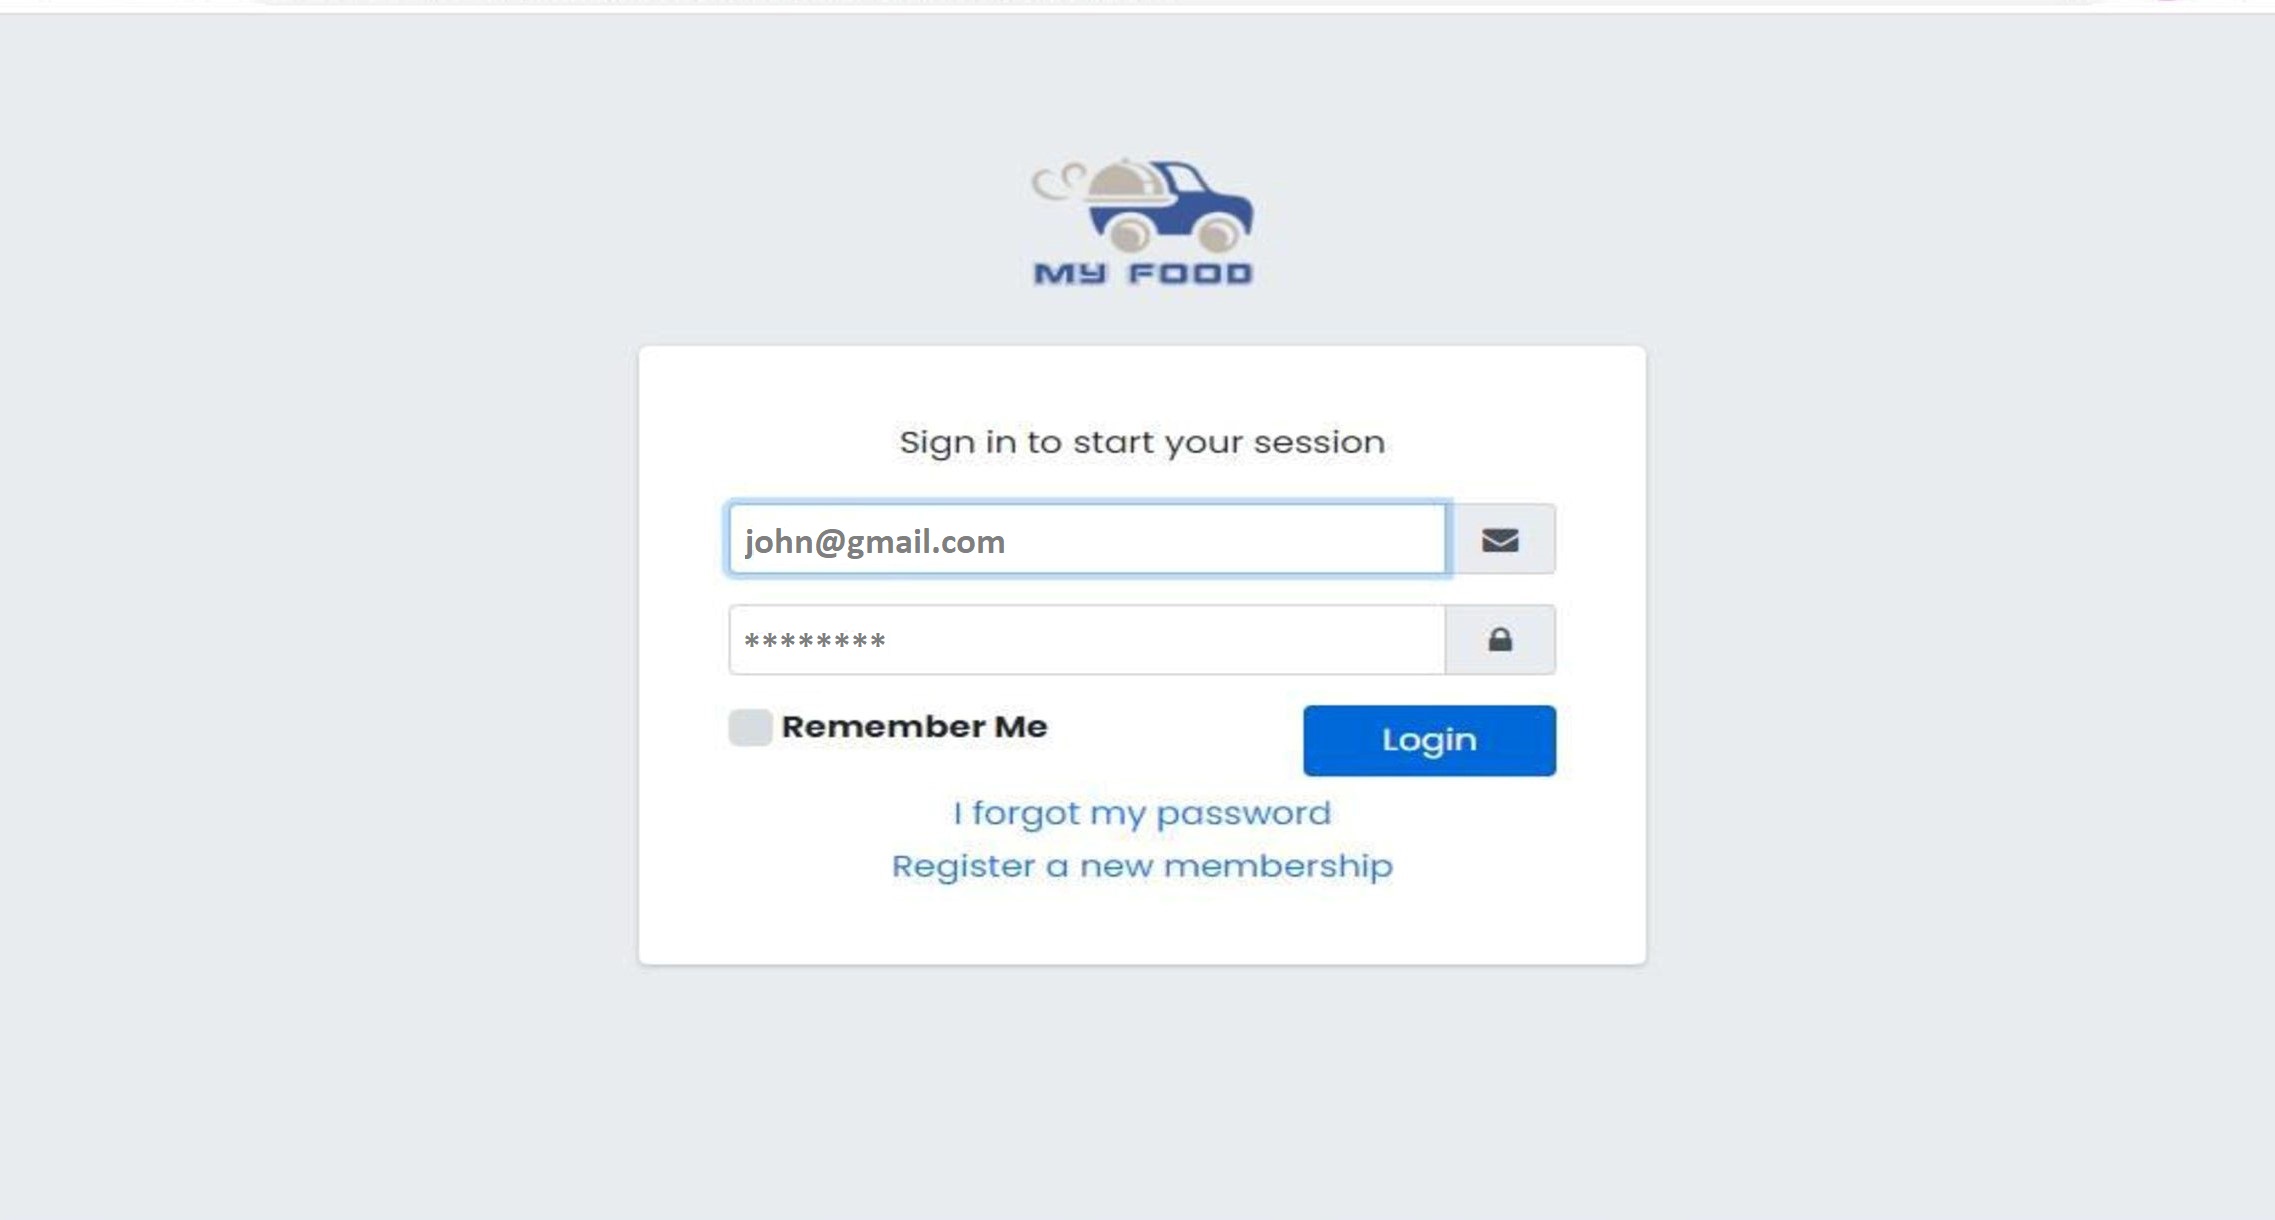 MY FOOD
Sign in to start your session
john@gmail.com
********
Remember Me
Login
I forgot my password
Register a new membership